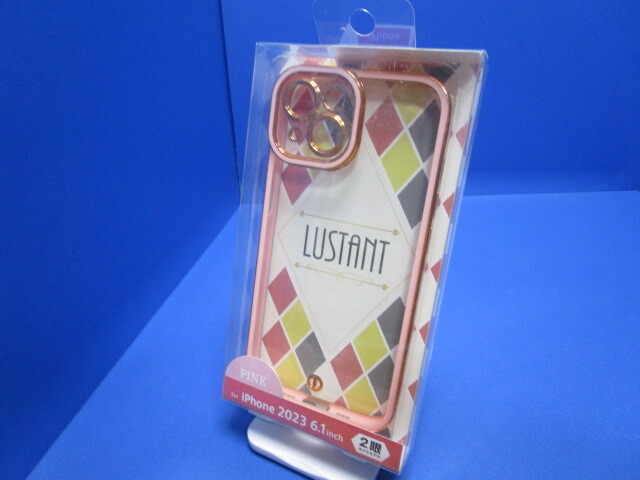 LUSTANT
PINK
for iPhone 2023 6.1inch
2眼